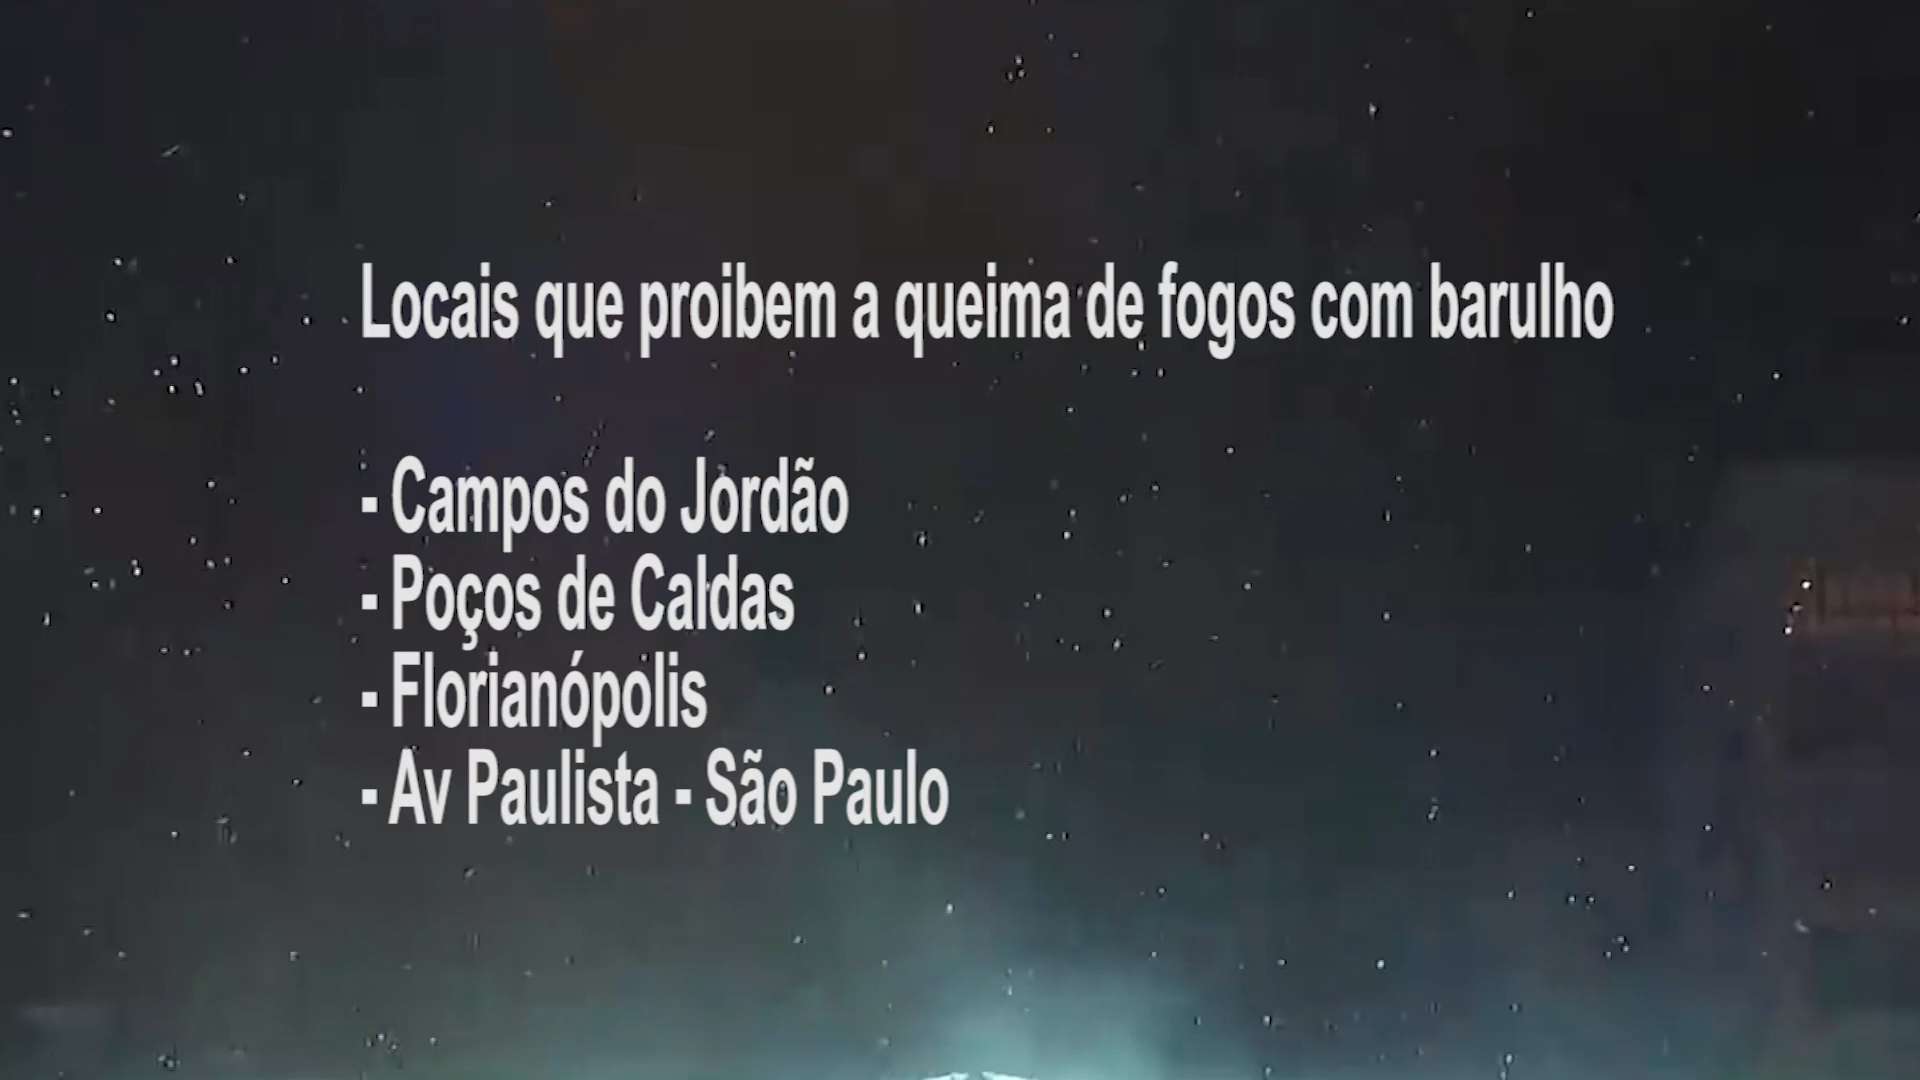 Locais que proibem a queima de fogos com barulho
- Campos do Jordão
- Poços de Caldas
- Florianópolis
- Av Paulista - São Paulo